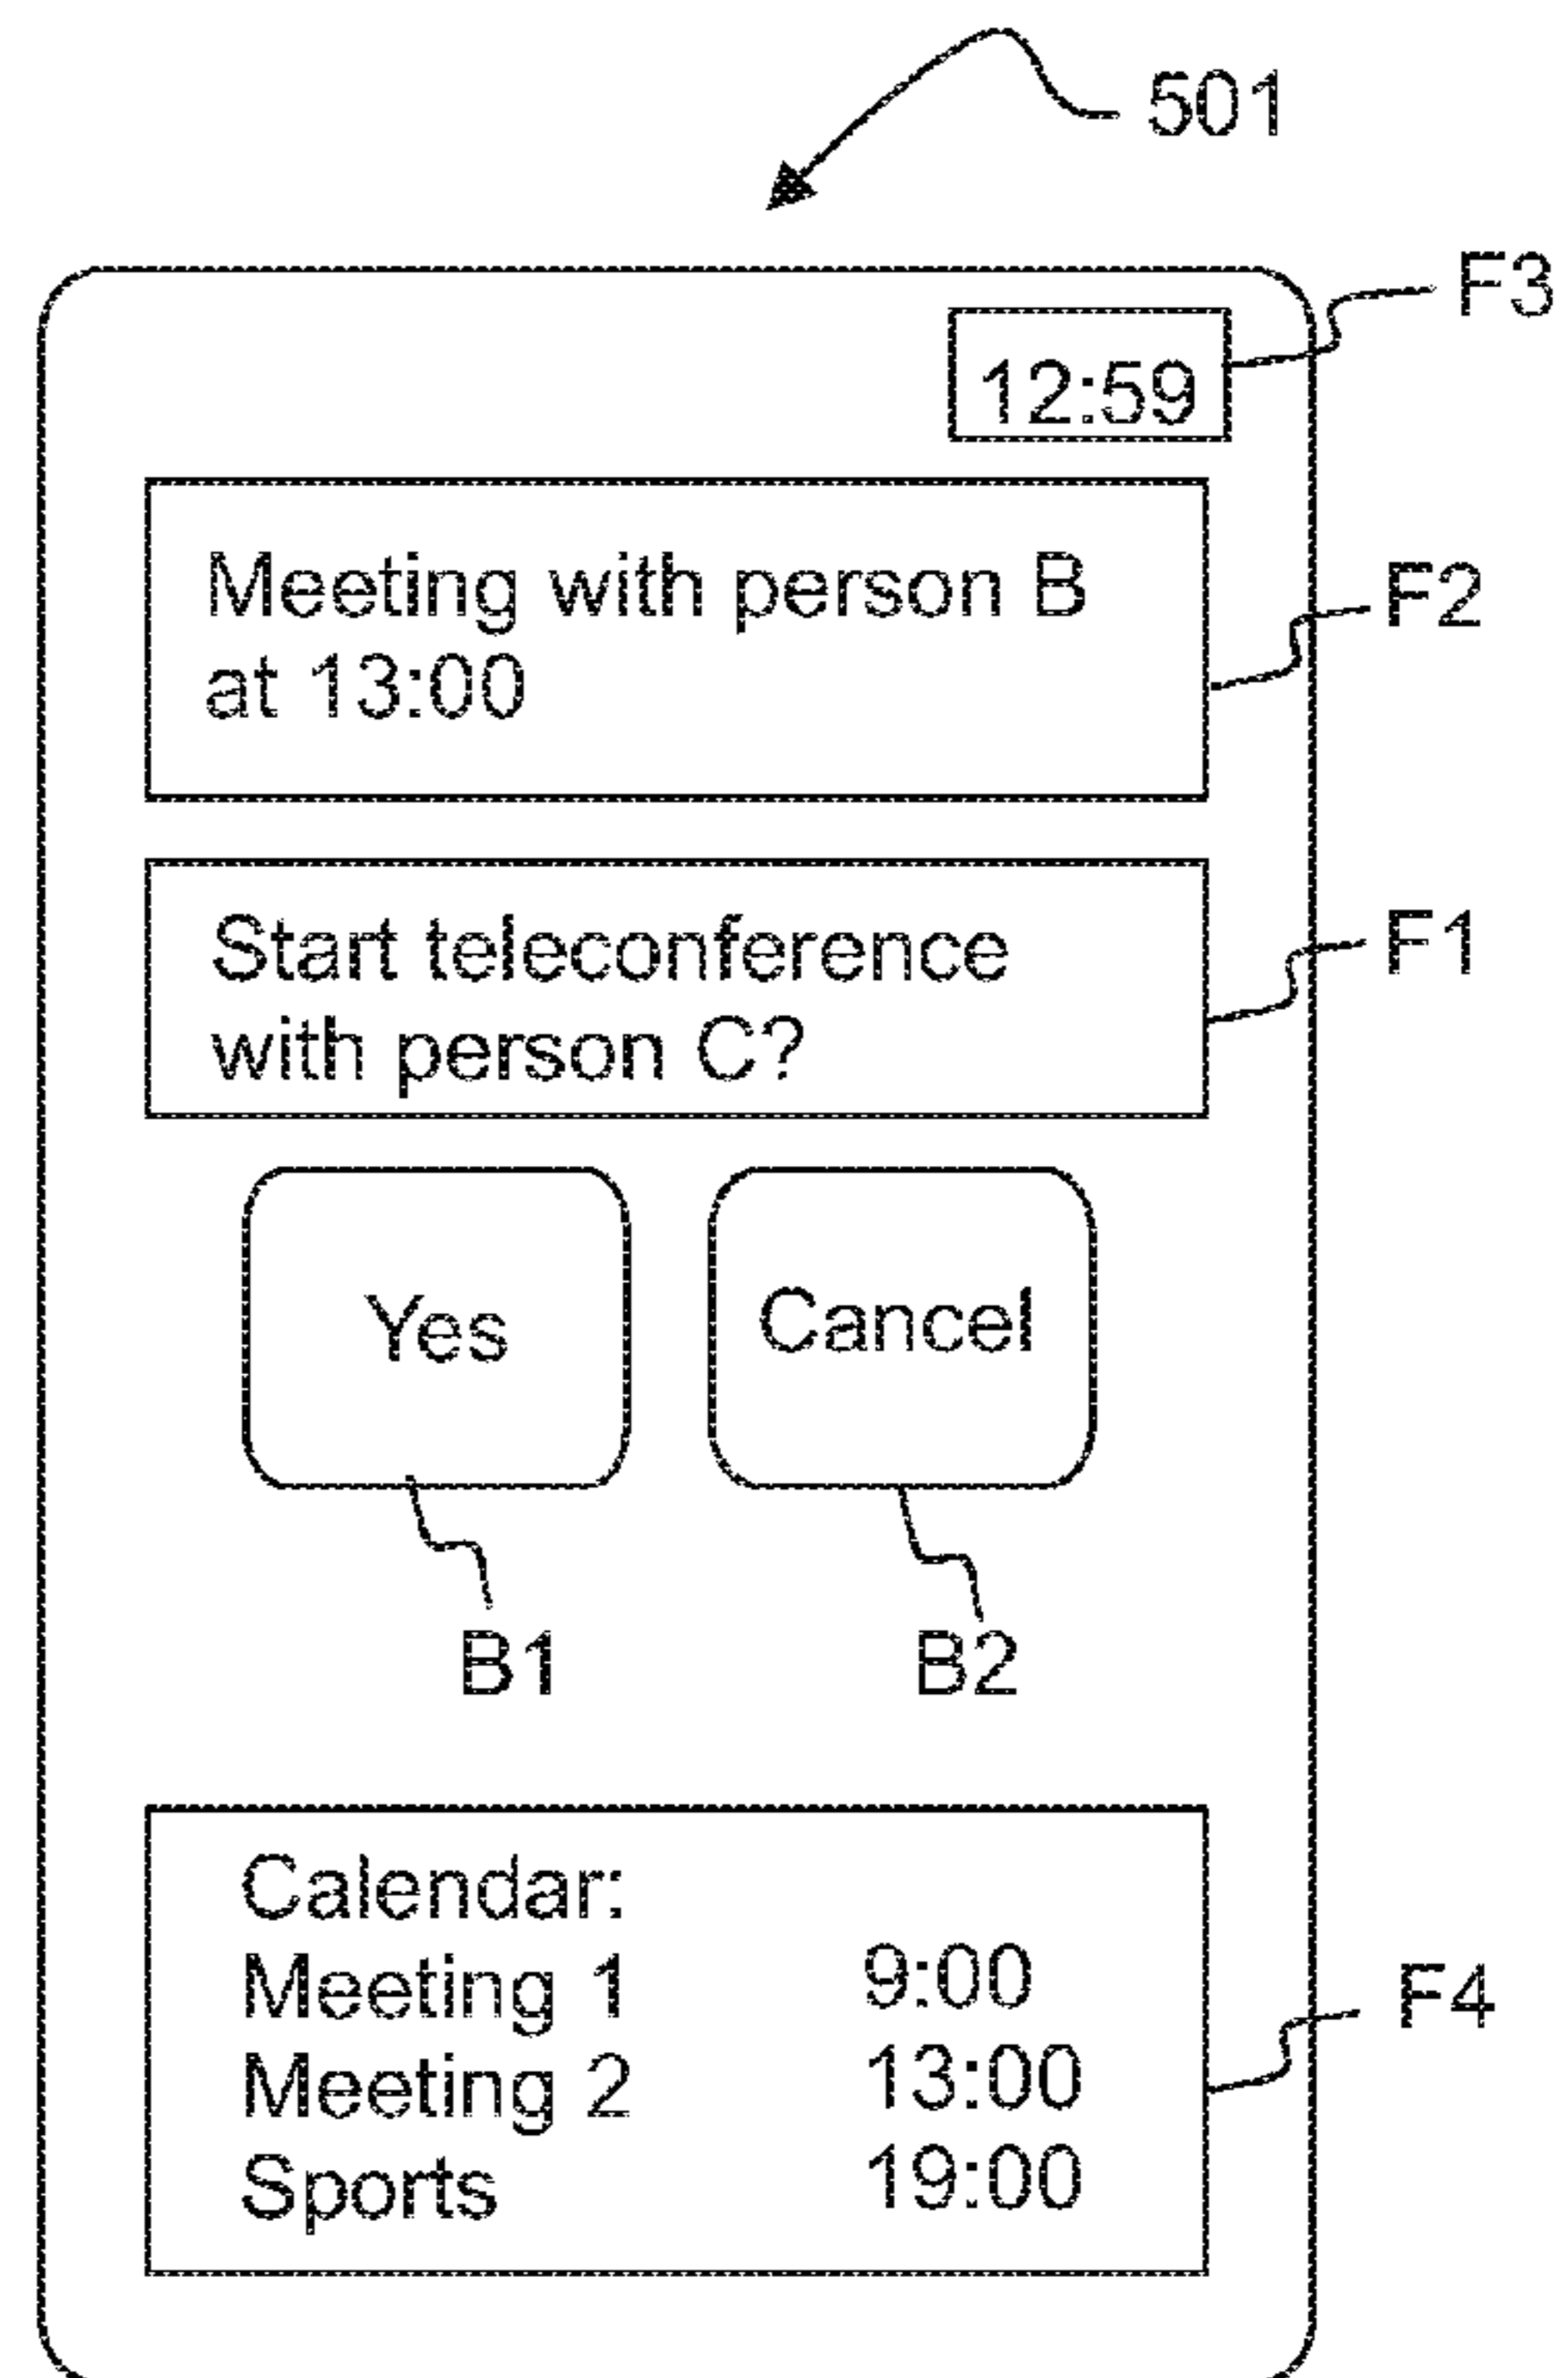 501
F3
12:59
Meeting with person B
at 13:00
F2
Start teleconference
with person C?
F1
Yes
Cancel
B1
B2
Calendar:
Meeting 1 9:00
Meeting 2 13:00
Sports 19:00
F4